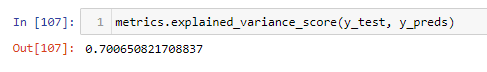 In [107]: 1 metrics.explained_variance_score(y_test, y_preds)
Out[107]: 0.700650821708837